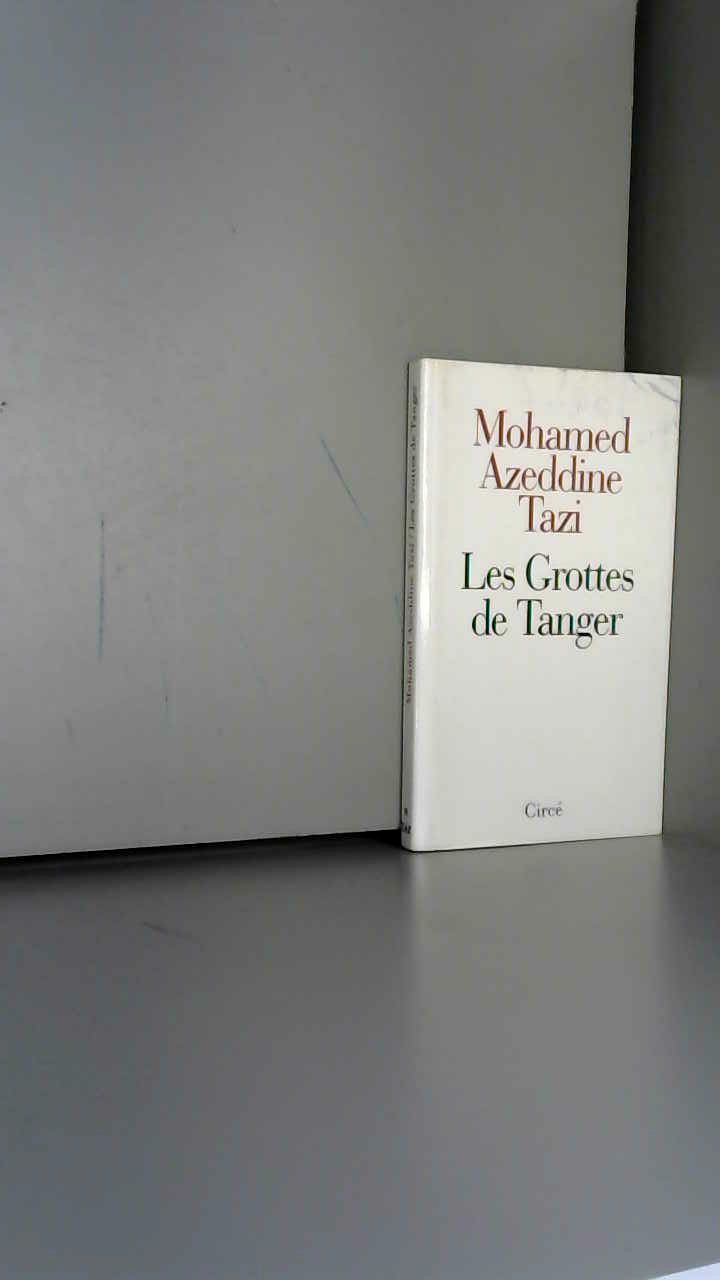 Mohamed
Azeddine
Tazi
Les Grottes
de Tanger
Circé
Mohamed Azeddine Tazi / Les Grottes de Tanger